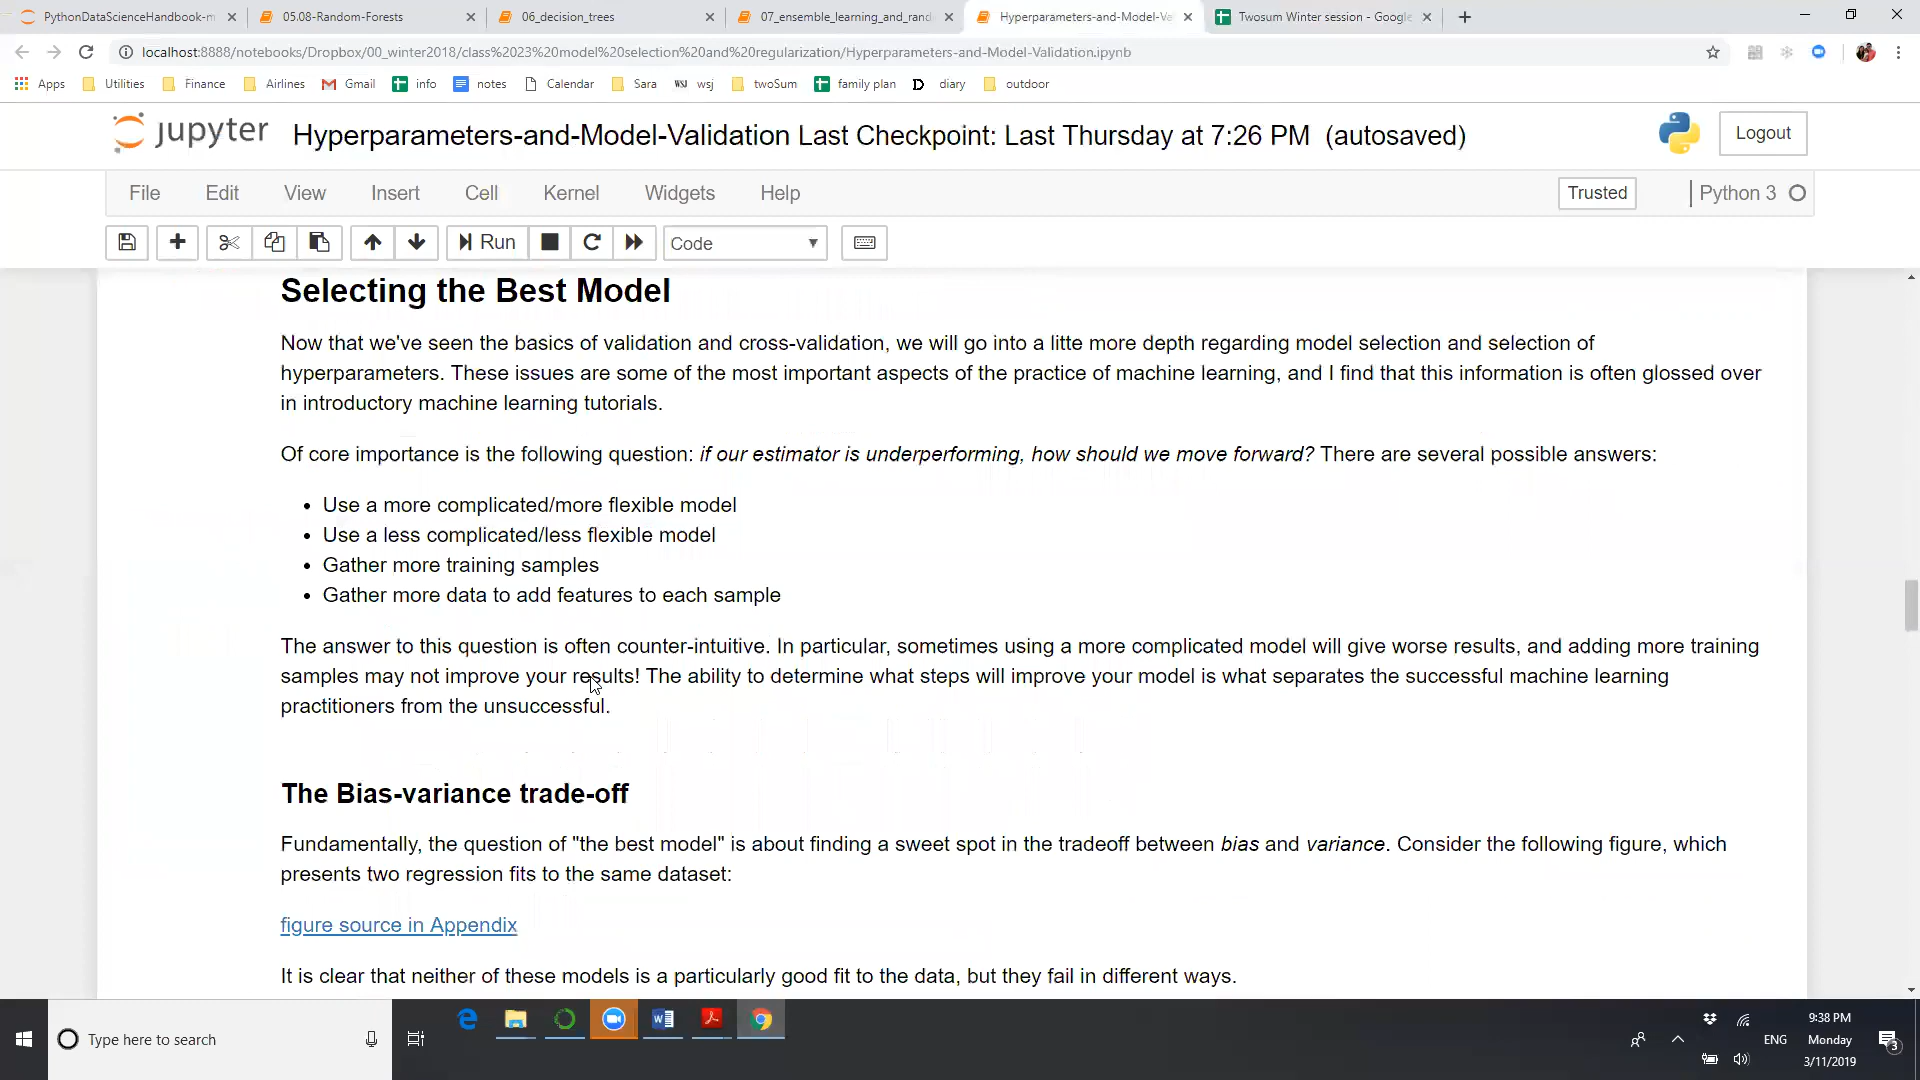 PythonDataScienceHandbook-m
05.08-Random-Forests
06_decision_trees
07_ensemble_learning_and_rand
Hyperparameters-and-Model-Va
Twosum Winter session - Google
localhost:8888/notebooks/Dropbox/00_winter2018/class%2023%20model%20selection%20and%20regularization/Hyperparameters-and-Model-Validation.ipynb
Apps Utilities Finance Airlines Gmail info notes Calendar Sara WSJ wsj twoSum family plan D diary outdoor
jupyter Hyperparameters-and-Model-Validation Last Checkpoint: Last Thursday at 7:26 PM (autosaved) Logout
File Edit View Insert Cell Kernel Widgets Help Trusted Python 3
Run Code
Selecting the Best Model
Now that we've seen the basics of validation and cross-validation, we will go into a litte more depth regarding model selection and selection of
hyperparameters. These issues are some of the most important aspects of the practice of machine learning, and I find that this information is often glossed over
in introductory machine learning tutorials.
Of core importance is the following question: if our estimator is underperforming, how should we move forward? There are several possible answers:
• Use a more complicated/more flexible model
• Use a less complicated/less flexible model
• Gather more training samples
• Gather more data to add features to each sample
The answer to this question is often counter-intuitive. In particular, sometimes using a more complicated model will give worse results, and adding more training
samples may not improve your results! The ability to determine what steps will improve your model is what separates the successful machine learning
practitioners from the unsuccessful.
The Bias-variance trade-off
Fundamentally, the question of "the best model" is about finding a sweet spot in the tradeoff between bias and variance. Consider the following figure, which
presents two regression fits to the same dataset:
figure source in Appendix
It is clear that neither of these models is a particularly good fit to the data, but they fail in different ways.
Type here to search
9:38 PM
ENG Monday
3/11/2019
3